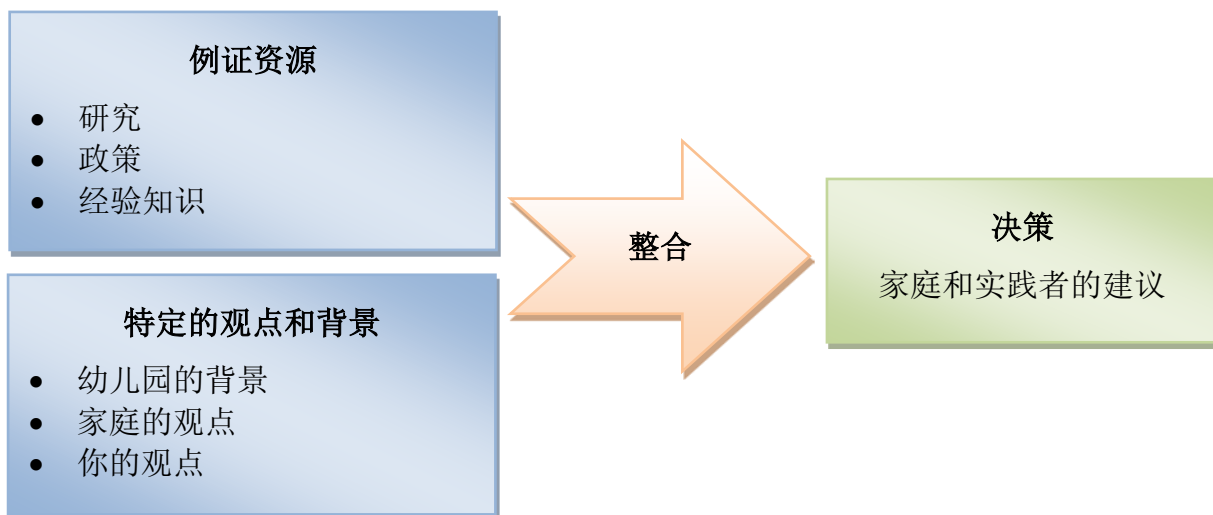 例证资源
• 研究
• 政策
• 经验知识
特定的观点和背景
• 幼儿园的背景
• 家庭的观点
• 你的观点
整合
决策
家庭和实践者的建议